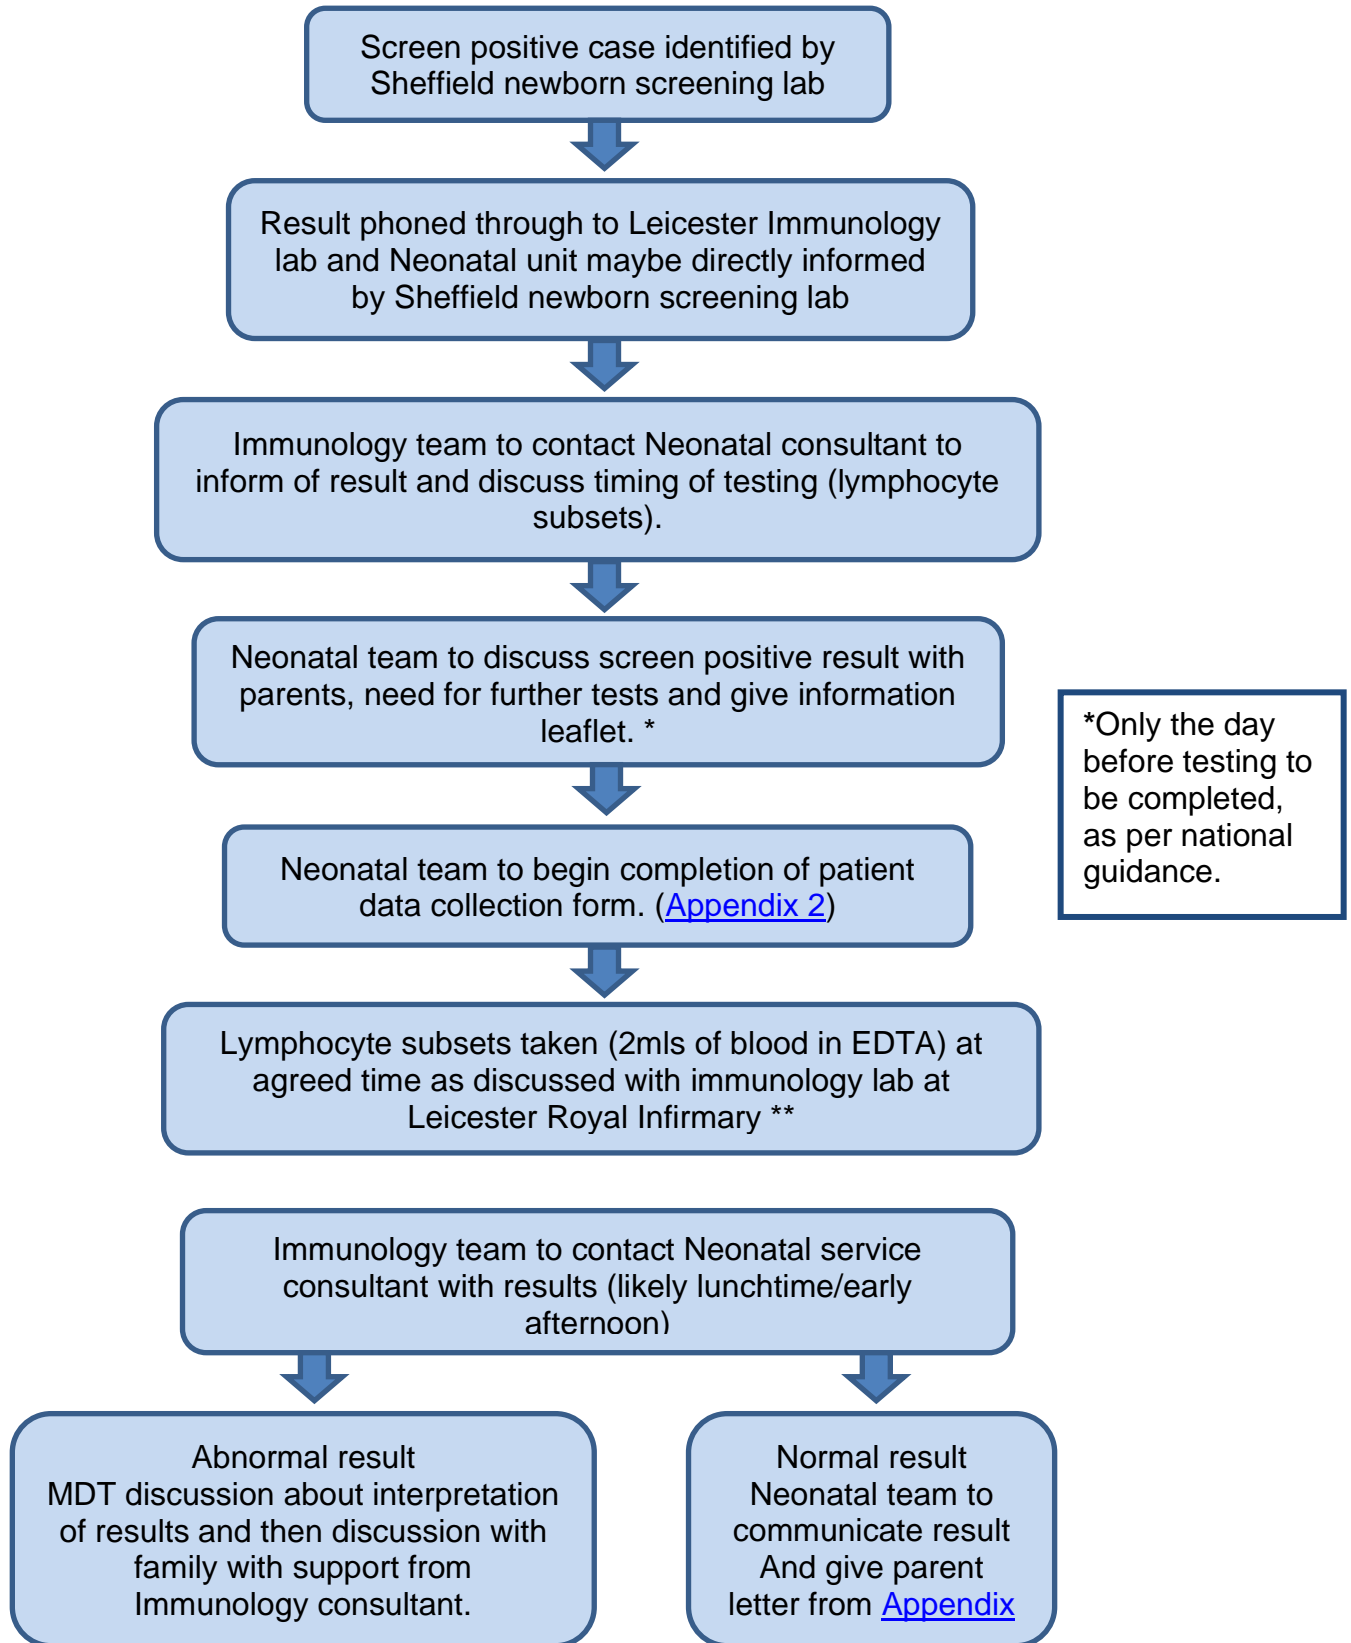 Screen positive case identified by
Sheffield newborn screening lab
Result phoned through to Leicester Immunology
lab and Neonatal unit maybe directly informed
by Sheffield newborn screening lab
Immunology team to contact Neonatal consultant to
inform of result and discuss timing of testing (lymphocyte
subsets).
Neonatal team to discuss screen positive result with
parents, need for further tests and give information
leaflet. *
*Only the day
before testing to
be completed,
as per national
guidance.
Neonatal team to begin completion of patient
data collection form. (Appendix 2)
Lymphocyte subsets taken (2mls of blood in EDTA) at
agreed time as discussed with immunology lab at
Leicester Royal Infirmary **
Immunology team to contact Neonatal service
consultant with results (likely lunchtime/early
afternoon)
Abnormal result
MDT discussion about interpretation
of results and then discussion with
family with support from
Immunology consultant.
Normal result
Neonatal team to
communicate result
And give parent
letter from Appendix